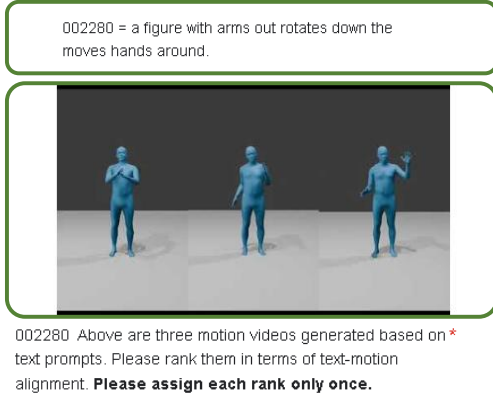 002280 = a figure with arms out rotates down the
moves hands around.
002280 Above are three motion videos generated based on *
text prompts. Please rank them in terms of text-motion
alignment. Please assign each rank only once.